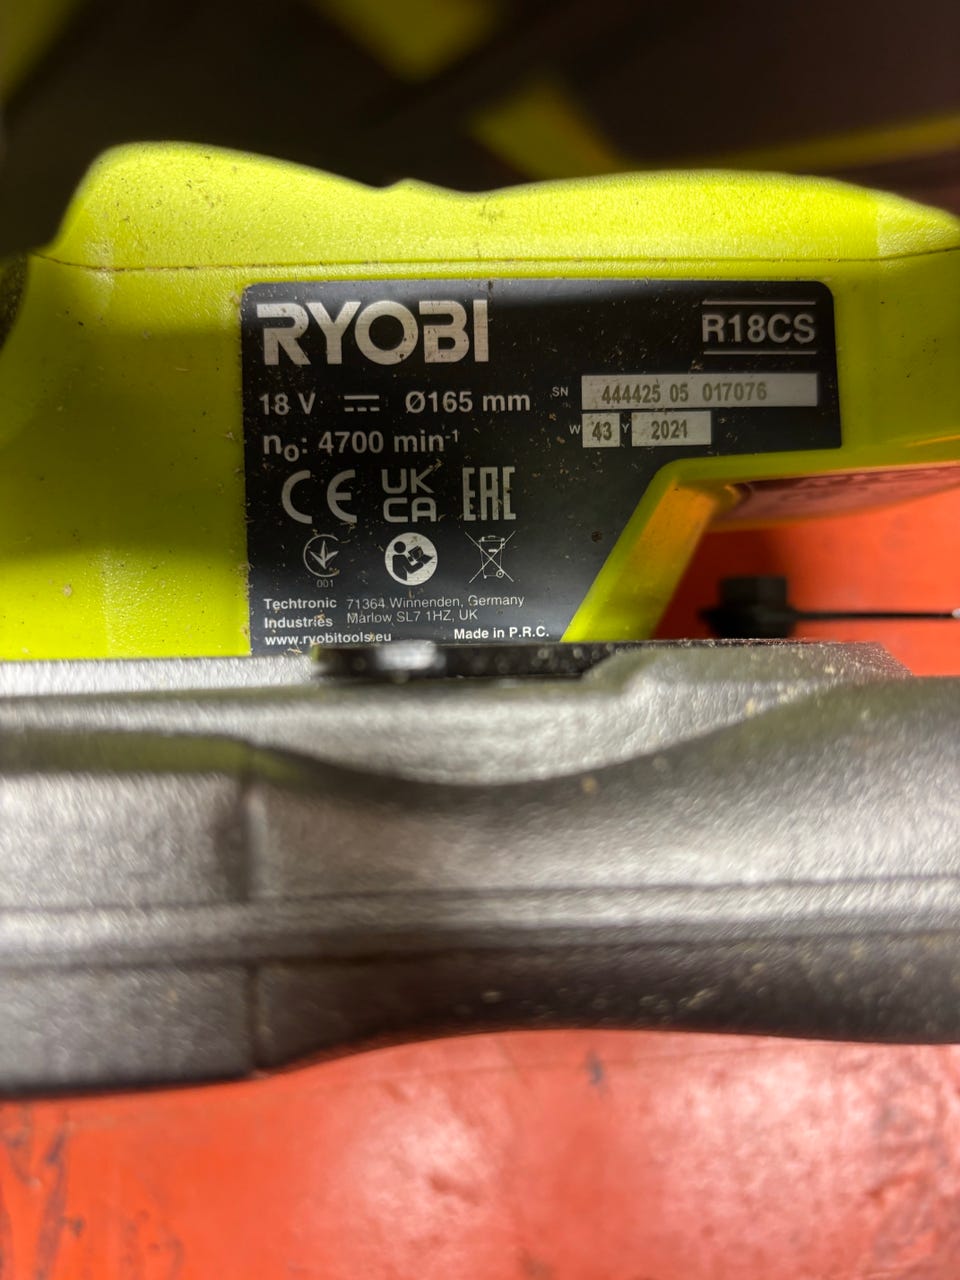 RYOBI
R18CS
18 V Ø165 mm
SN 444425 05 017076
n₀: 4700 min⁻¹
W 43 Y 2021
CE UK CA EAC
001
Techtronic Industries
71364 Winnenden, Germany
Marlow SL7 1HZ, UK
www.ryobitools.eu
Made in P.R.C.